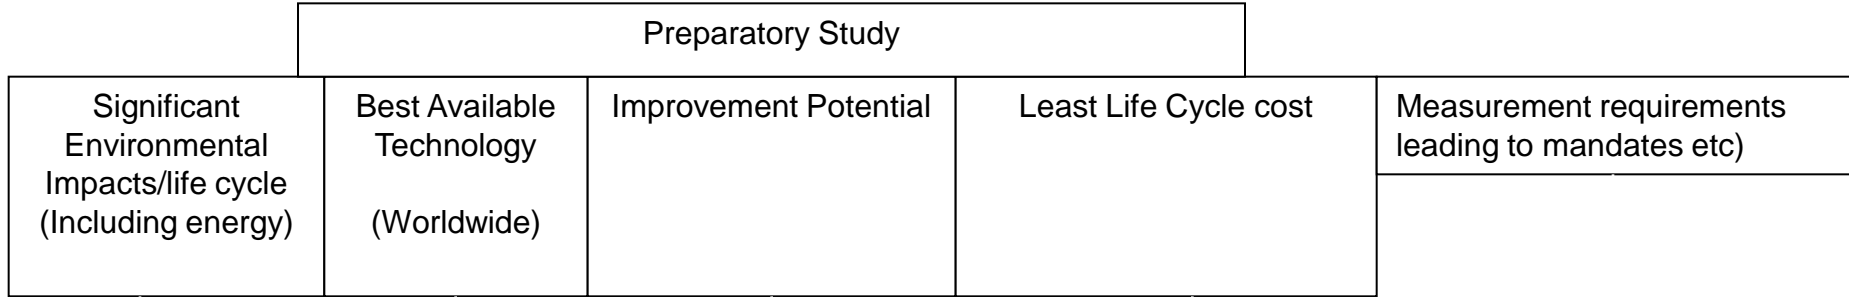 Preparatory Study
Significant
Environmental
Impacts/life cycle
(Including energy)
Best Available
Technology
(Worldwide)
Improvement Potential
Least Life Cycle cost
Measurement requirements
leading to mandates etc)